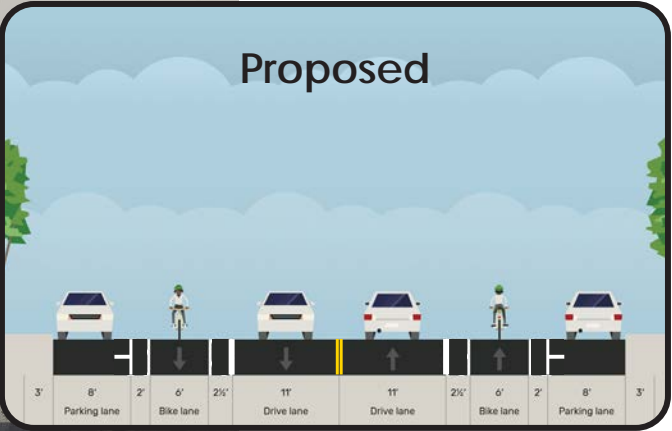 Proposed
3' 8' 2' 6' 2½' 11' 11' 2½' 6' 2' 8' 3'
Parking lane Bike lane Drive lane Drive lane Bike lane Parking lane